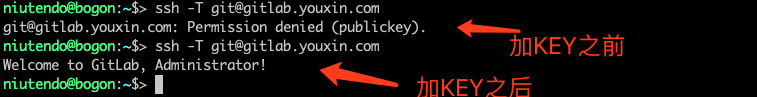 niutendo@bogon:~$> ssh -T git@gitlab.youxin.com
git@gitlab.youxin.com: Permission denied (publickey).
加KEY之前
niutendo@bogon:~$> ssh -T git@gitlab.youxin.com
Welcome to GitLab, Administrator!
加KEY之后
niutendo@bogon:~$>